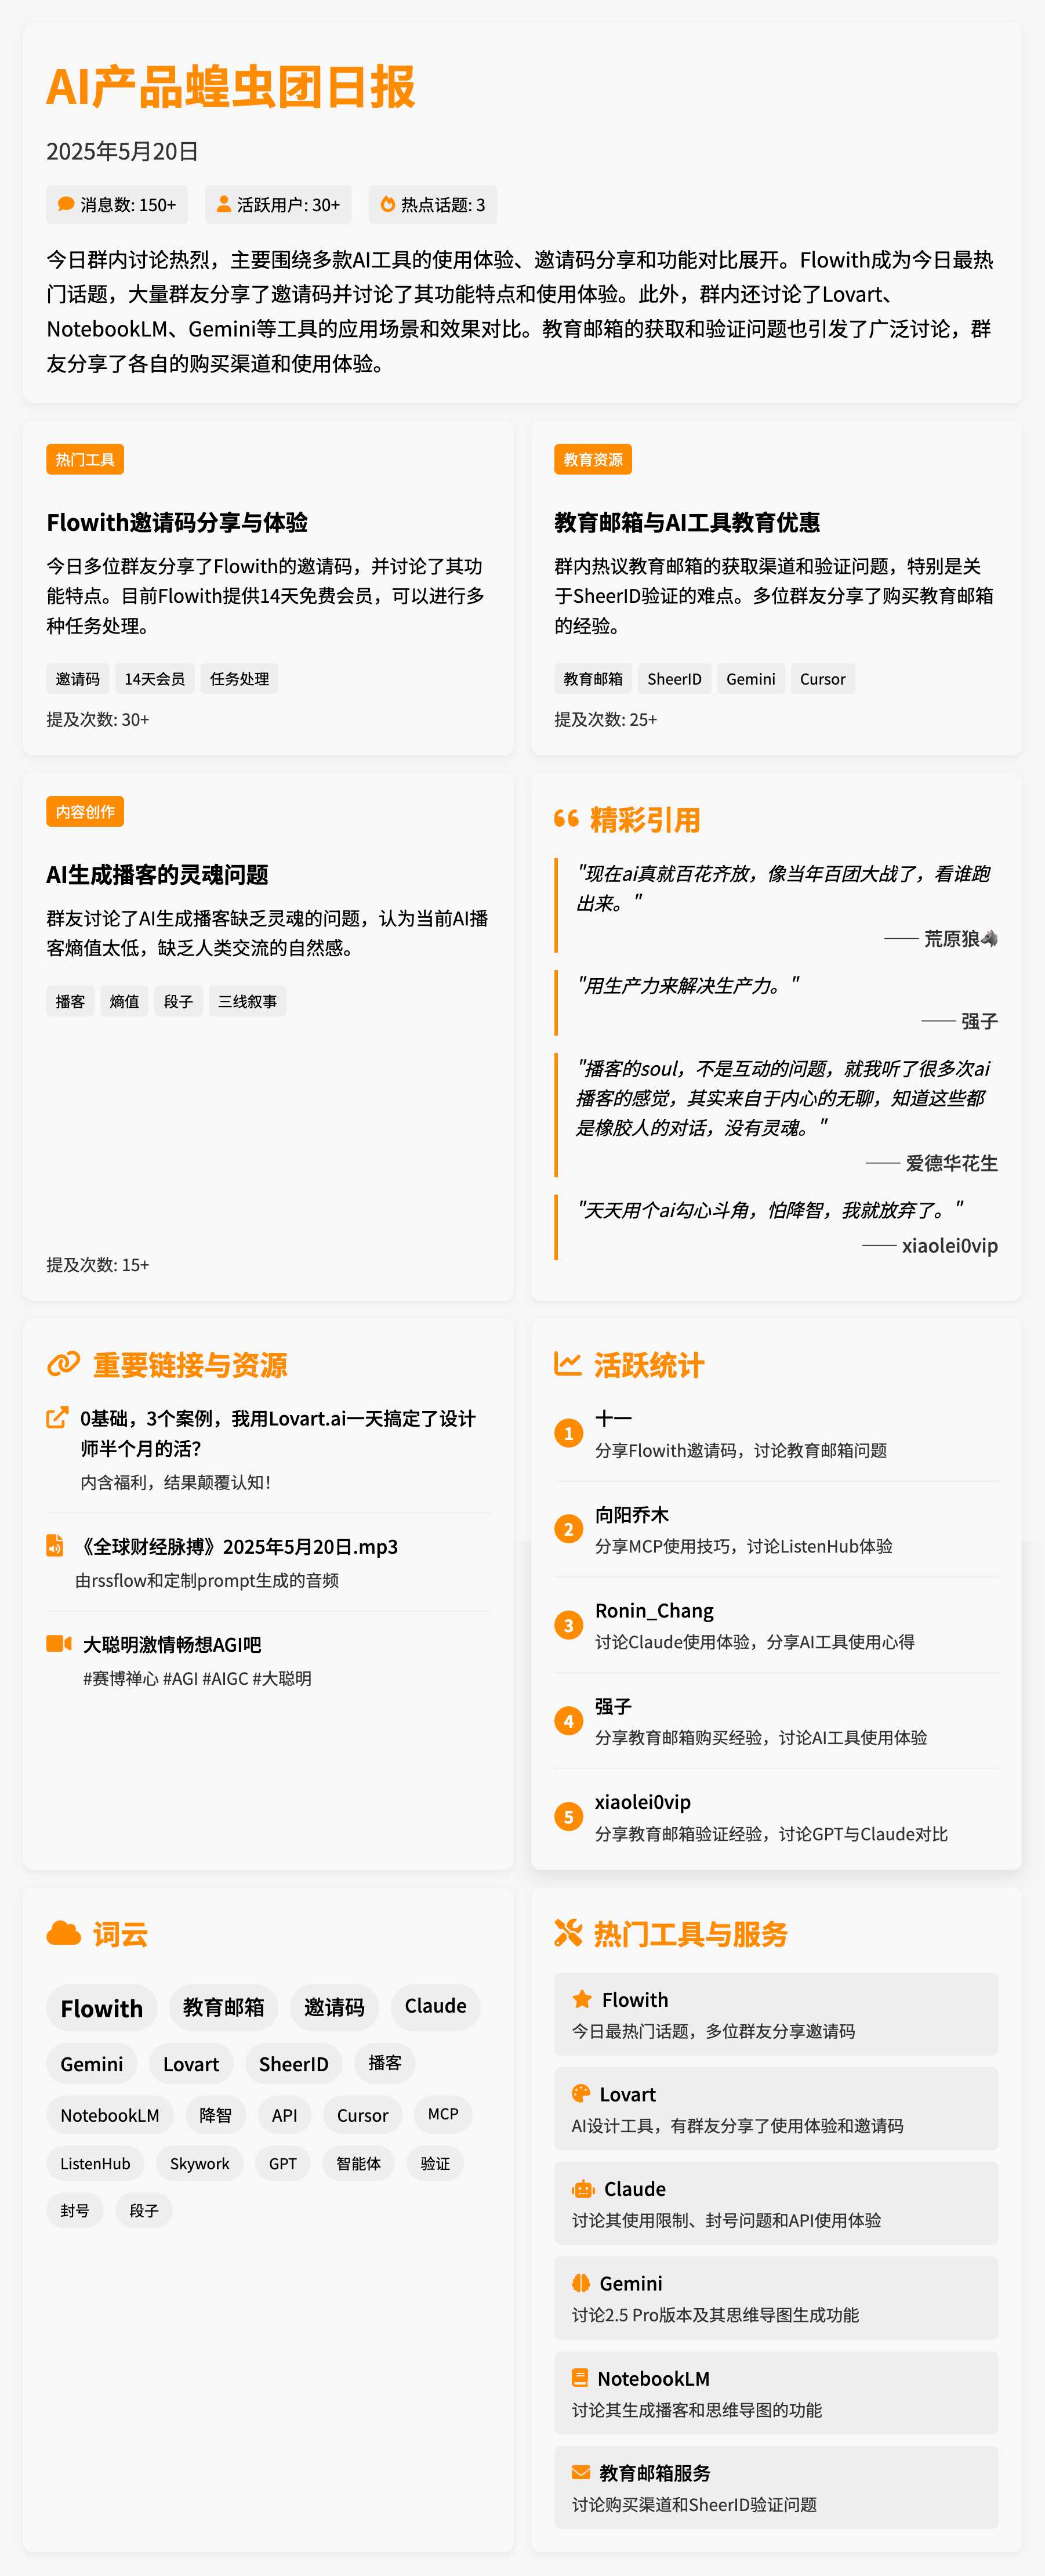 AI产品蝗虫团日报
2025年5月20日
消息数: 150+
活跃用户: 30+
热点话题: 3
今日群内讨论热烈，主要围绕多款AI工具的使用体验、邀请码分享和功能对比展开。Flowith成为今日最热
门话题，大量群友分享了邀请码并讨论了其功能特点和使用体验。此外，群内还讨论了Lovart、
NotebookLM、Gemini等工具的应用场景和效果对比。教育邮箱的获取和验证问题也引发了广泛讨论，群
友分享了各自的购买渠道和使用体验。
热门工具
Flowith邀请码分享与体验
今日多位群友分享了Flowith的邀请码，并讨论了其功
能特点。目前Flowith提供14天免费会员，可以进行多
种任务处理。
邀请码 14天会员 任务处理
提及次数: 30+
教育资源
教育邮箱与AI工具教育优惠
群内热议教育邮箱的获取渠道和验证问题，特别是关
于SheerID验证的难点。多位群友分享了购买教育邮箱
的经验。
教育邮箱 SheerID Gemini Cursor
提及次数: 25+
内容创作
AI生成播客的灵魂问题
群友讨论了AI生成播客缺乏灵魂的问题，认为当前AI播
客熵值太低，缺乏人类交流的自然感。
播客 熵值 段子 三线叙事
提及次数: 15+
精彩引用
"现在ai真就百花齐放，像当年百团大战了，看谁跑
出来。"
—— 荒原狼🐴
"用生产力来解决生产力。"
—— 强子
"播客的soul，不是互动的问题，就我听了很多次ai
播客的感觉，其实来自于内心的无聊，知道这些都
是橡胶人的对话，没有灵魂。"
—— 爱德华花生
"天天用个ai勾心斗角，怕降智，我就放弃了。"
—— xiaolei0vip
重要链接与资源
0基础，3个案例，我用Lovart.ai一天搞定了设计
师半个月的活？
内含福利，结果颠覆认知！
《全球财经脉搏》2025年5月20日.mp3
由rssflow和定制prompt生成的音频
大聪明激情畅想AGI吧
#赛博禅心 #AGI #AIGC #大聪明
活跃统计
1
十一
分享Flowith邀请码，讨论教育邮箱问题
2
向阳乔木
分享MCP使用技巧，讨论ListenHub体验
3
Ronin_Chang
讨论Claude使用体验，分享AI工具使用心得
4
强子
分享教育邮箱购买经验，讨论AI工具使用体验
5
xiaolei0vip
分享教育邮箱验证经验，讨论GPT与Claude对比
词云
Flowith 教育邮箱 邀请码 Claude
Gemini Lovart SheerID 播客
NotebookLM 降智 API Cursor MCP
ListenHub Skywork GPT 智能体 验证
封号 段子
热门工具与服务
Flowith
今日最热门话题，多位群友分享邀请码
Lovart
AI设计工具，有群友分享了使用体验和邀请码
Claude
讨论其使用限制、封号问题和API使用体验
Gemini
讨论2.5 Pro版本及其思维导图生成功能
NotebookLM
讨论其生成播客和思维导图的功能
教育邮箱服务
讨论购买渠道和SheerID验证问题